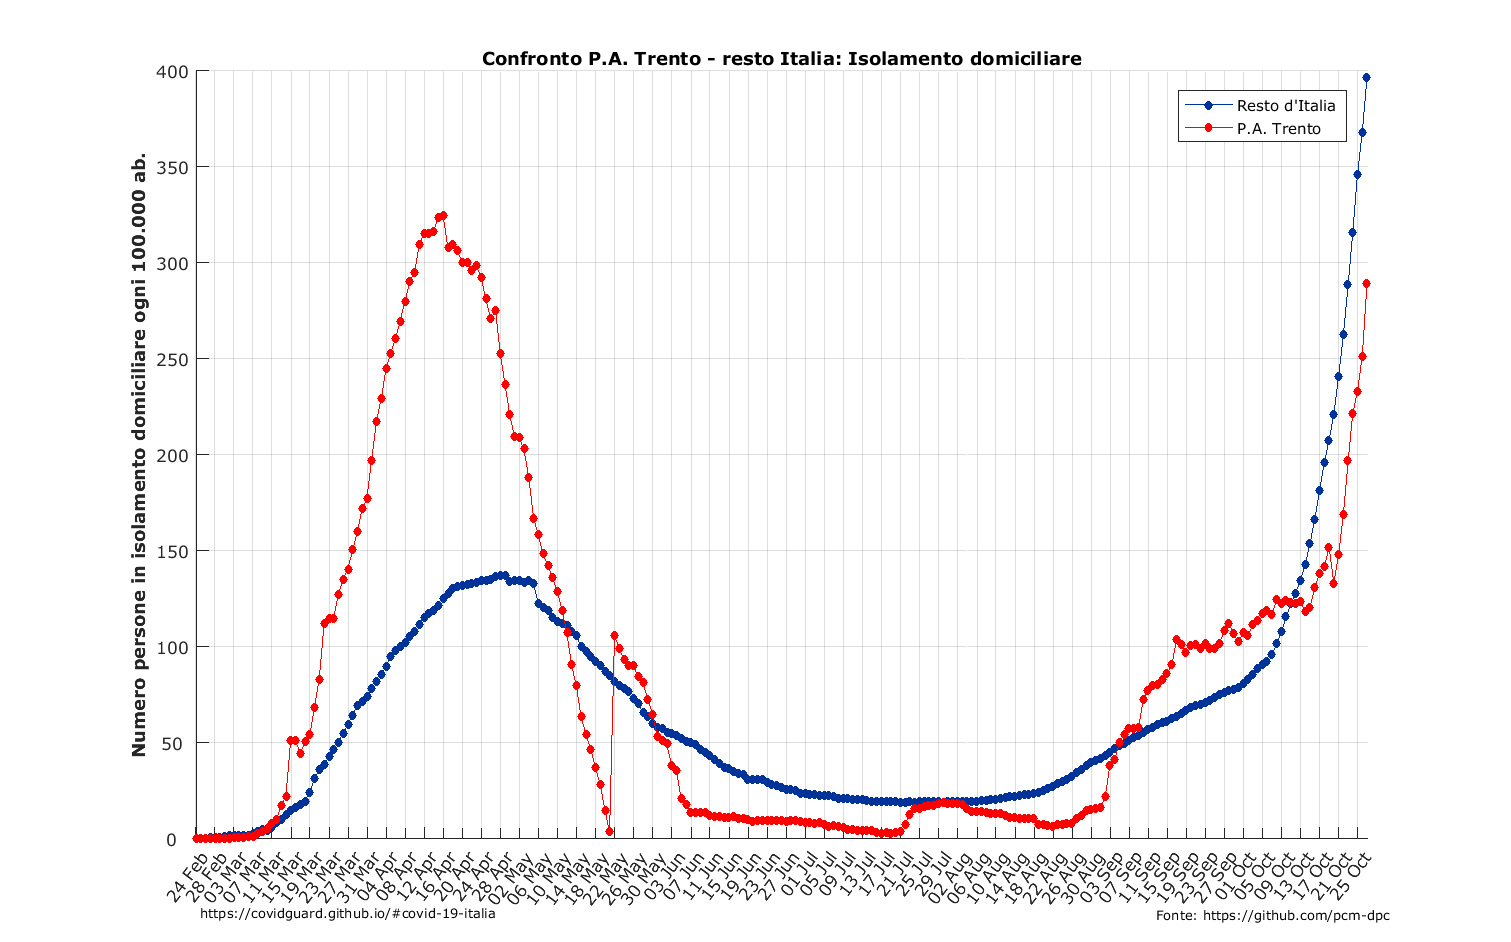 Confronto P.A. Trento - resto Italia: Isolamento domiciliare
Numero persone in isolamento domiciliare ogni 100.000 ab.
400
350
300
250
200
150
100
50
0
Resto d'Italia
P.A. Trento
24 Feb
28 Feb
03 Mar
07 Mar
11 Mar
15 Mar
19 Mar
23 Mar
27 Mar
31 Mar
04 Apr
08 Apr
12 Apr
16 Apr
20 Apr
24 Apr
28 Apr
02 May
06 May
10 May
14 May
18 May
22 May
26 May
30 May
03 Jun
07 Jun
11 Jun
15 Jun
19 Jun
23 Jun
27 Jun
01 Jul
05 Jul
09 Jul
13 Jul
17 Jul
21 Jul
25 Jul
29 Jul
02 Aug
06 Aug
10 Aug
14 Aug
18 Aug
22 Aug
26 Aug
30 Aug
03 Sep
07 Sep
11 Sep
15 Sep
19 Sep
23 Sep
27 Sep
01 Oct
05 Oct
09 Oct
13 Oct
17 Oct
21 Oct
25 Oct
https://covidguard.github.io/#covid-19-italia
Fonte: https://github.com/pcm-dpc